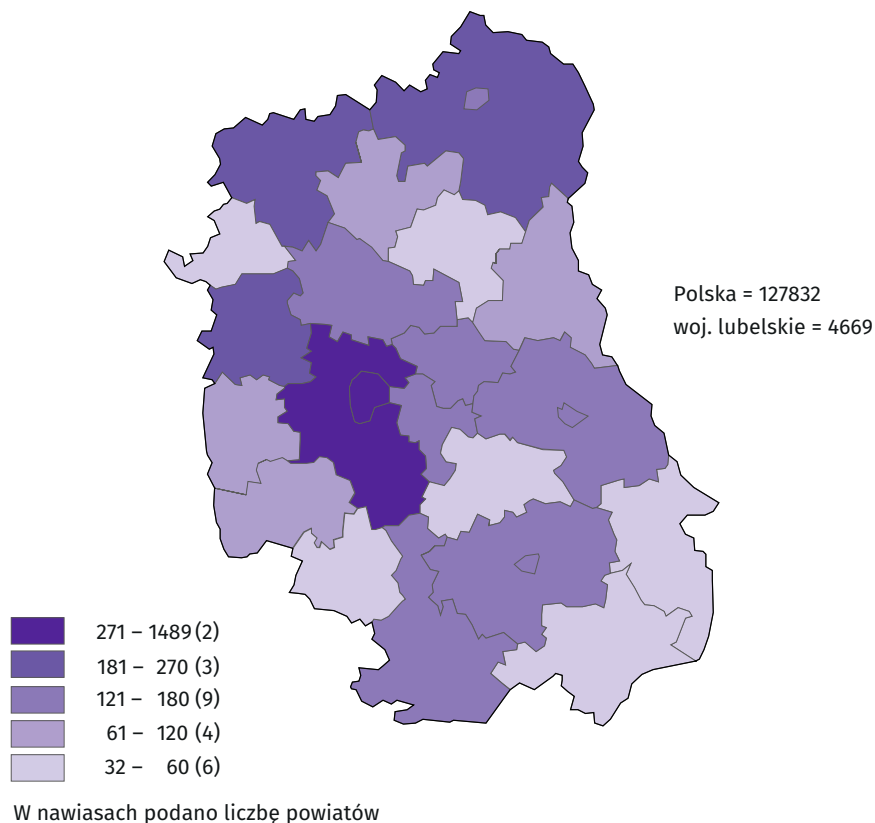 Polska = 127832
woj. lubelskie = 4669
271 – 1489 (2)
181 – 270 (3)
121 – 180 (9)
61 – 120 (4)
32 – 60 (6)
W nawiasach podano liczbę powiatów